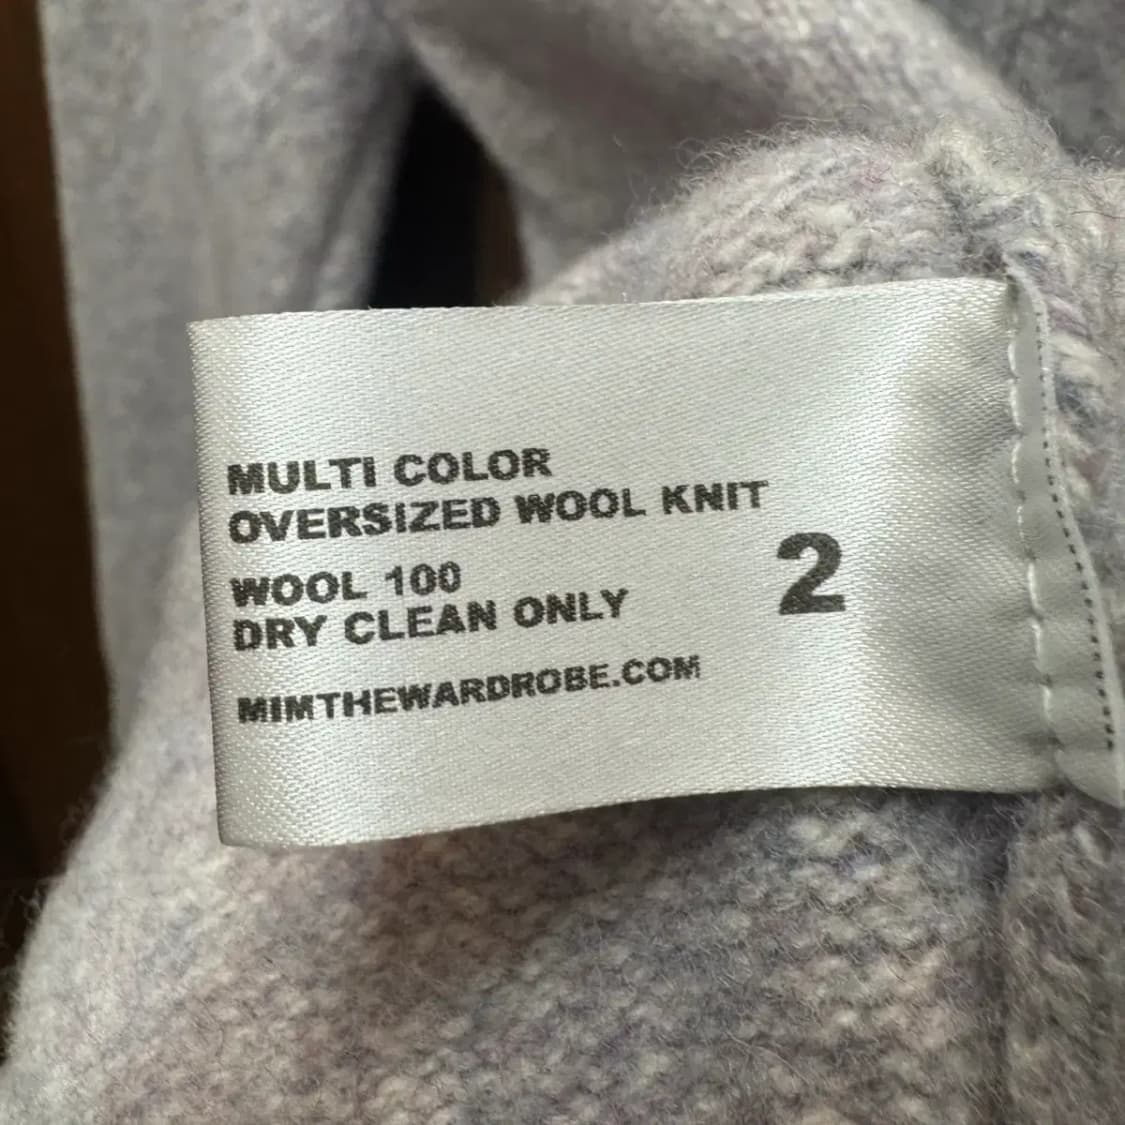 MULTI COLOR
OVERSIZED WOOL KNIT
WOOL 100
DRY CLEAN ONLY
2
MIMTHEWARDROBE.COM